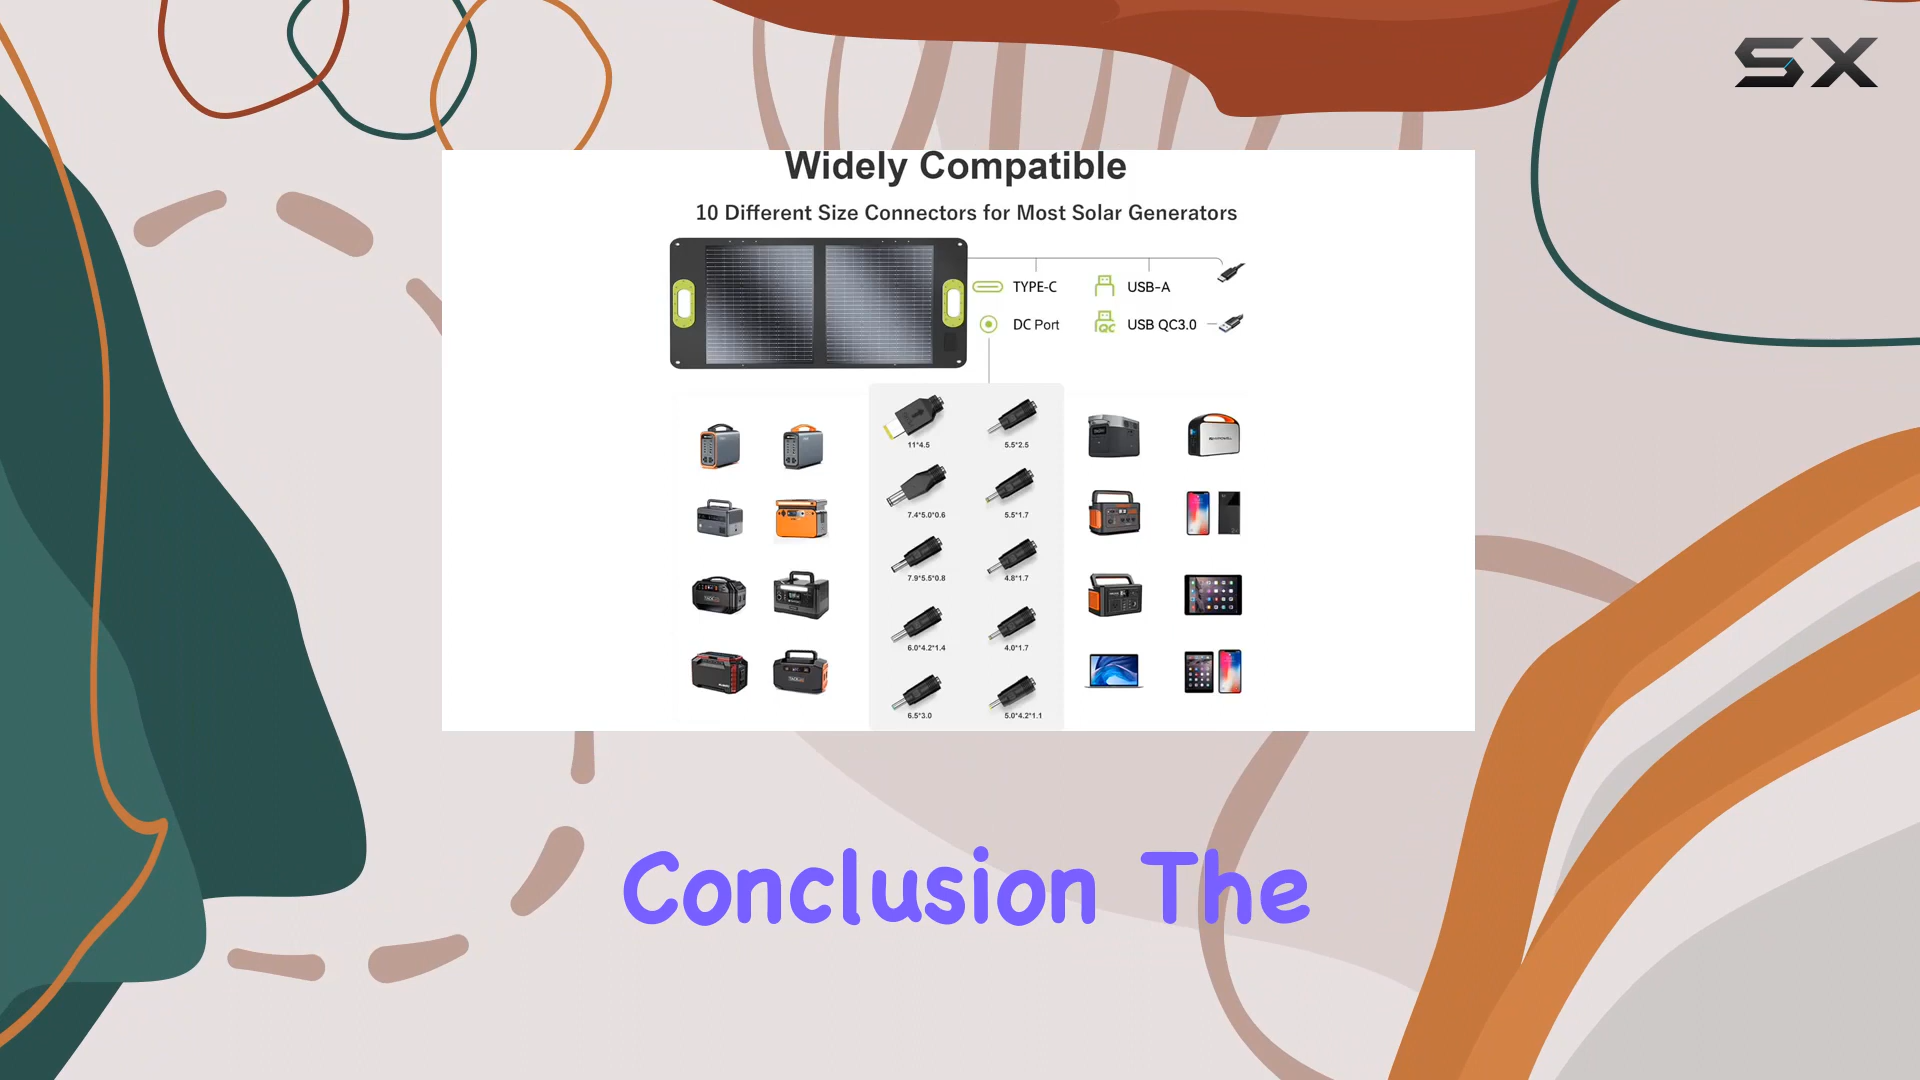 SX
Widely Compatible
10 Different Size Connectors for Most Solar Generators
TYPE-C
USB-A
DC Port
QC
USB QC3.0
11*4.5
5.5*2.5
7.4*5.0*0.6
5.5*1.7
7.9*5.5*0.8
4.8*1.7
6.0*4.2*1.4
4.0*1.7
6.5*3.0
5.0*4.2*1.1
Conclusion The